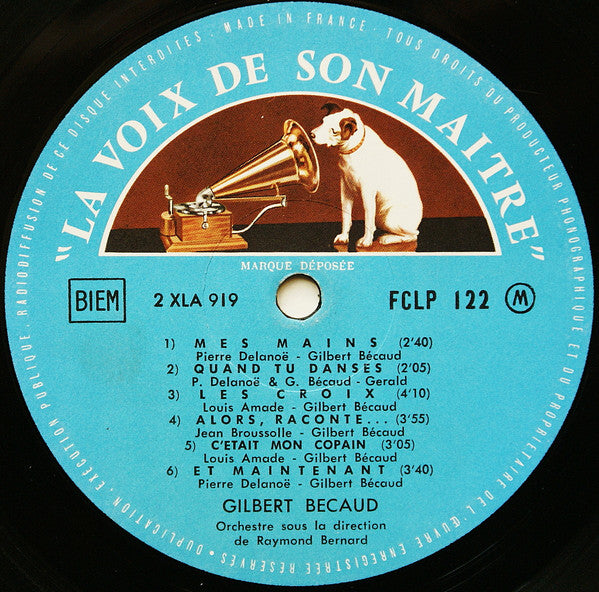 DUPLICATION · EXÉCUTION PUBLIQUE · RADIODIFFUSION DE CE DISQUE INTERDITES · MADE IN FRANCE · TOUS DROITS DU PRODUCTEUR PHONOGRAPHIQUE ET DU PROPRIETAIRE DE L'ŒUVRE ENREGISTREE RÉSERVES ·
"LA VOIX DE SON MAITRE"
MARQUE DÉPOSÉE
BIEM
2 XLA 919
FCLP 122 M
1) MES MAINS (2'40)
Pierre Delanoë - Gilbert Bécaud
2) QUAND TU DANSES (2'05)
P. Delanoë & G. Bécaud - Gerald
3) LES CROIX (4'10)
Louis Amade - Gilbert Bécaud
4) ALORS, RACONTE... (3'55)
Jean Broussolle - Gilbert Bécaud
5) C'ETAIT MON COPAIN (3'05)
Louis Amade - Gilbert Bécaud
6) ET MAINTENANT (3'40)
Pierre Delanoë - Gilbert Bécaud
GILBERT BECAUD
Orchestre sous la direction
de Raymond Bernard